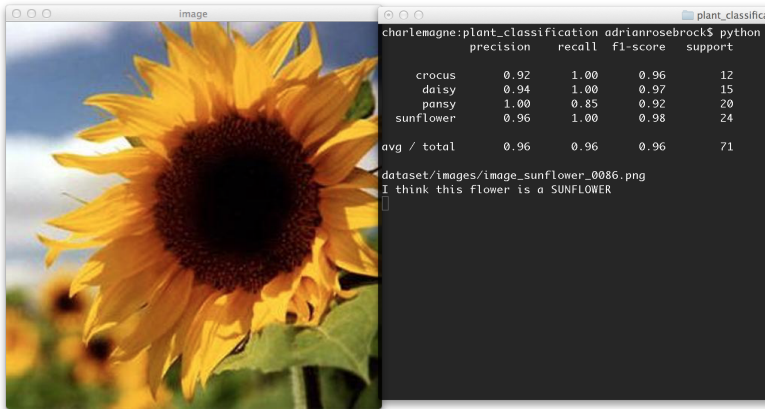 image
plant_classific
charlemagne:plant_classification adrianrosebrock$ python
precision recall f1-score support
crocus 0.92 1.00 0.96 12
daisy 0.94 1.00 0.97 15
pansy 1.00 0.85 0.92 20
sunflower 0.96 1.00 0.98 24
avg / total 0.96 0.96 0.96 71
dataset/images/image_sunflower_0086.png
I think this flower is a SUNFLOWER